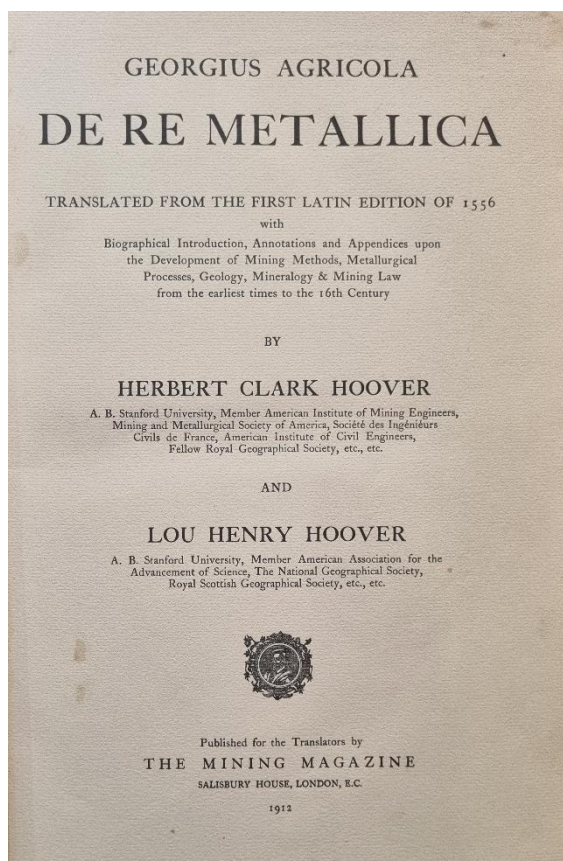 GEORGIUS AGRICOLA
DE RE METALLICA
TRANSLATED FROM THE FIRST LATIN EDITION OF 1556
with
Biographical Introduction, Annotations and Appendices upon
the Development of Mining Methods, Metallurgical
Processes, Geology, Mineralogy & Mining Law
from the earliest times to the 16th Century
BY
HERBERT CLARK HOOVER
A. B. Stanford University, Member American Institute of Mining Engineers,
Mining and Metallurgical Society of America, Société des Ingéniéurs
Civils de France, American Institute of Civil Engineers,
Fellow Royal Geographical Society, etc., etc.
AND
LOU HENRY HOOVER
A. B. Stanford University, Member American Association for the
Advancement of Science, The National Geographical Society,
Royal Scottish Geographical Society, etc., etc.
Published for the Translators by
THE MINING MAGAZINE
SALISBURY HOUSE, LONDON, E.C.
1912